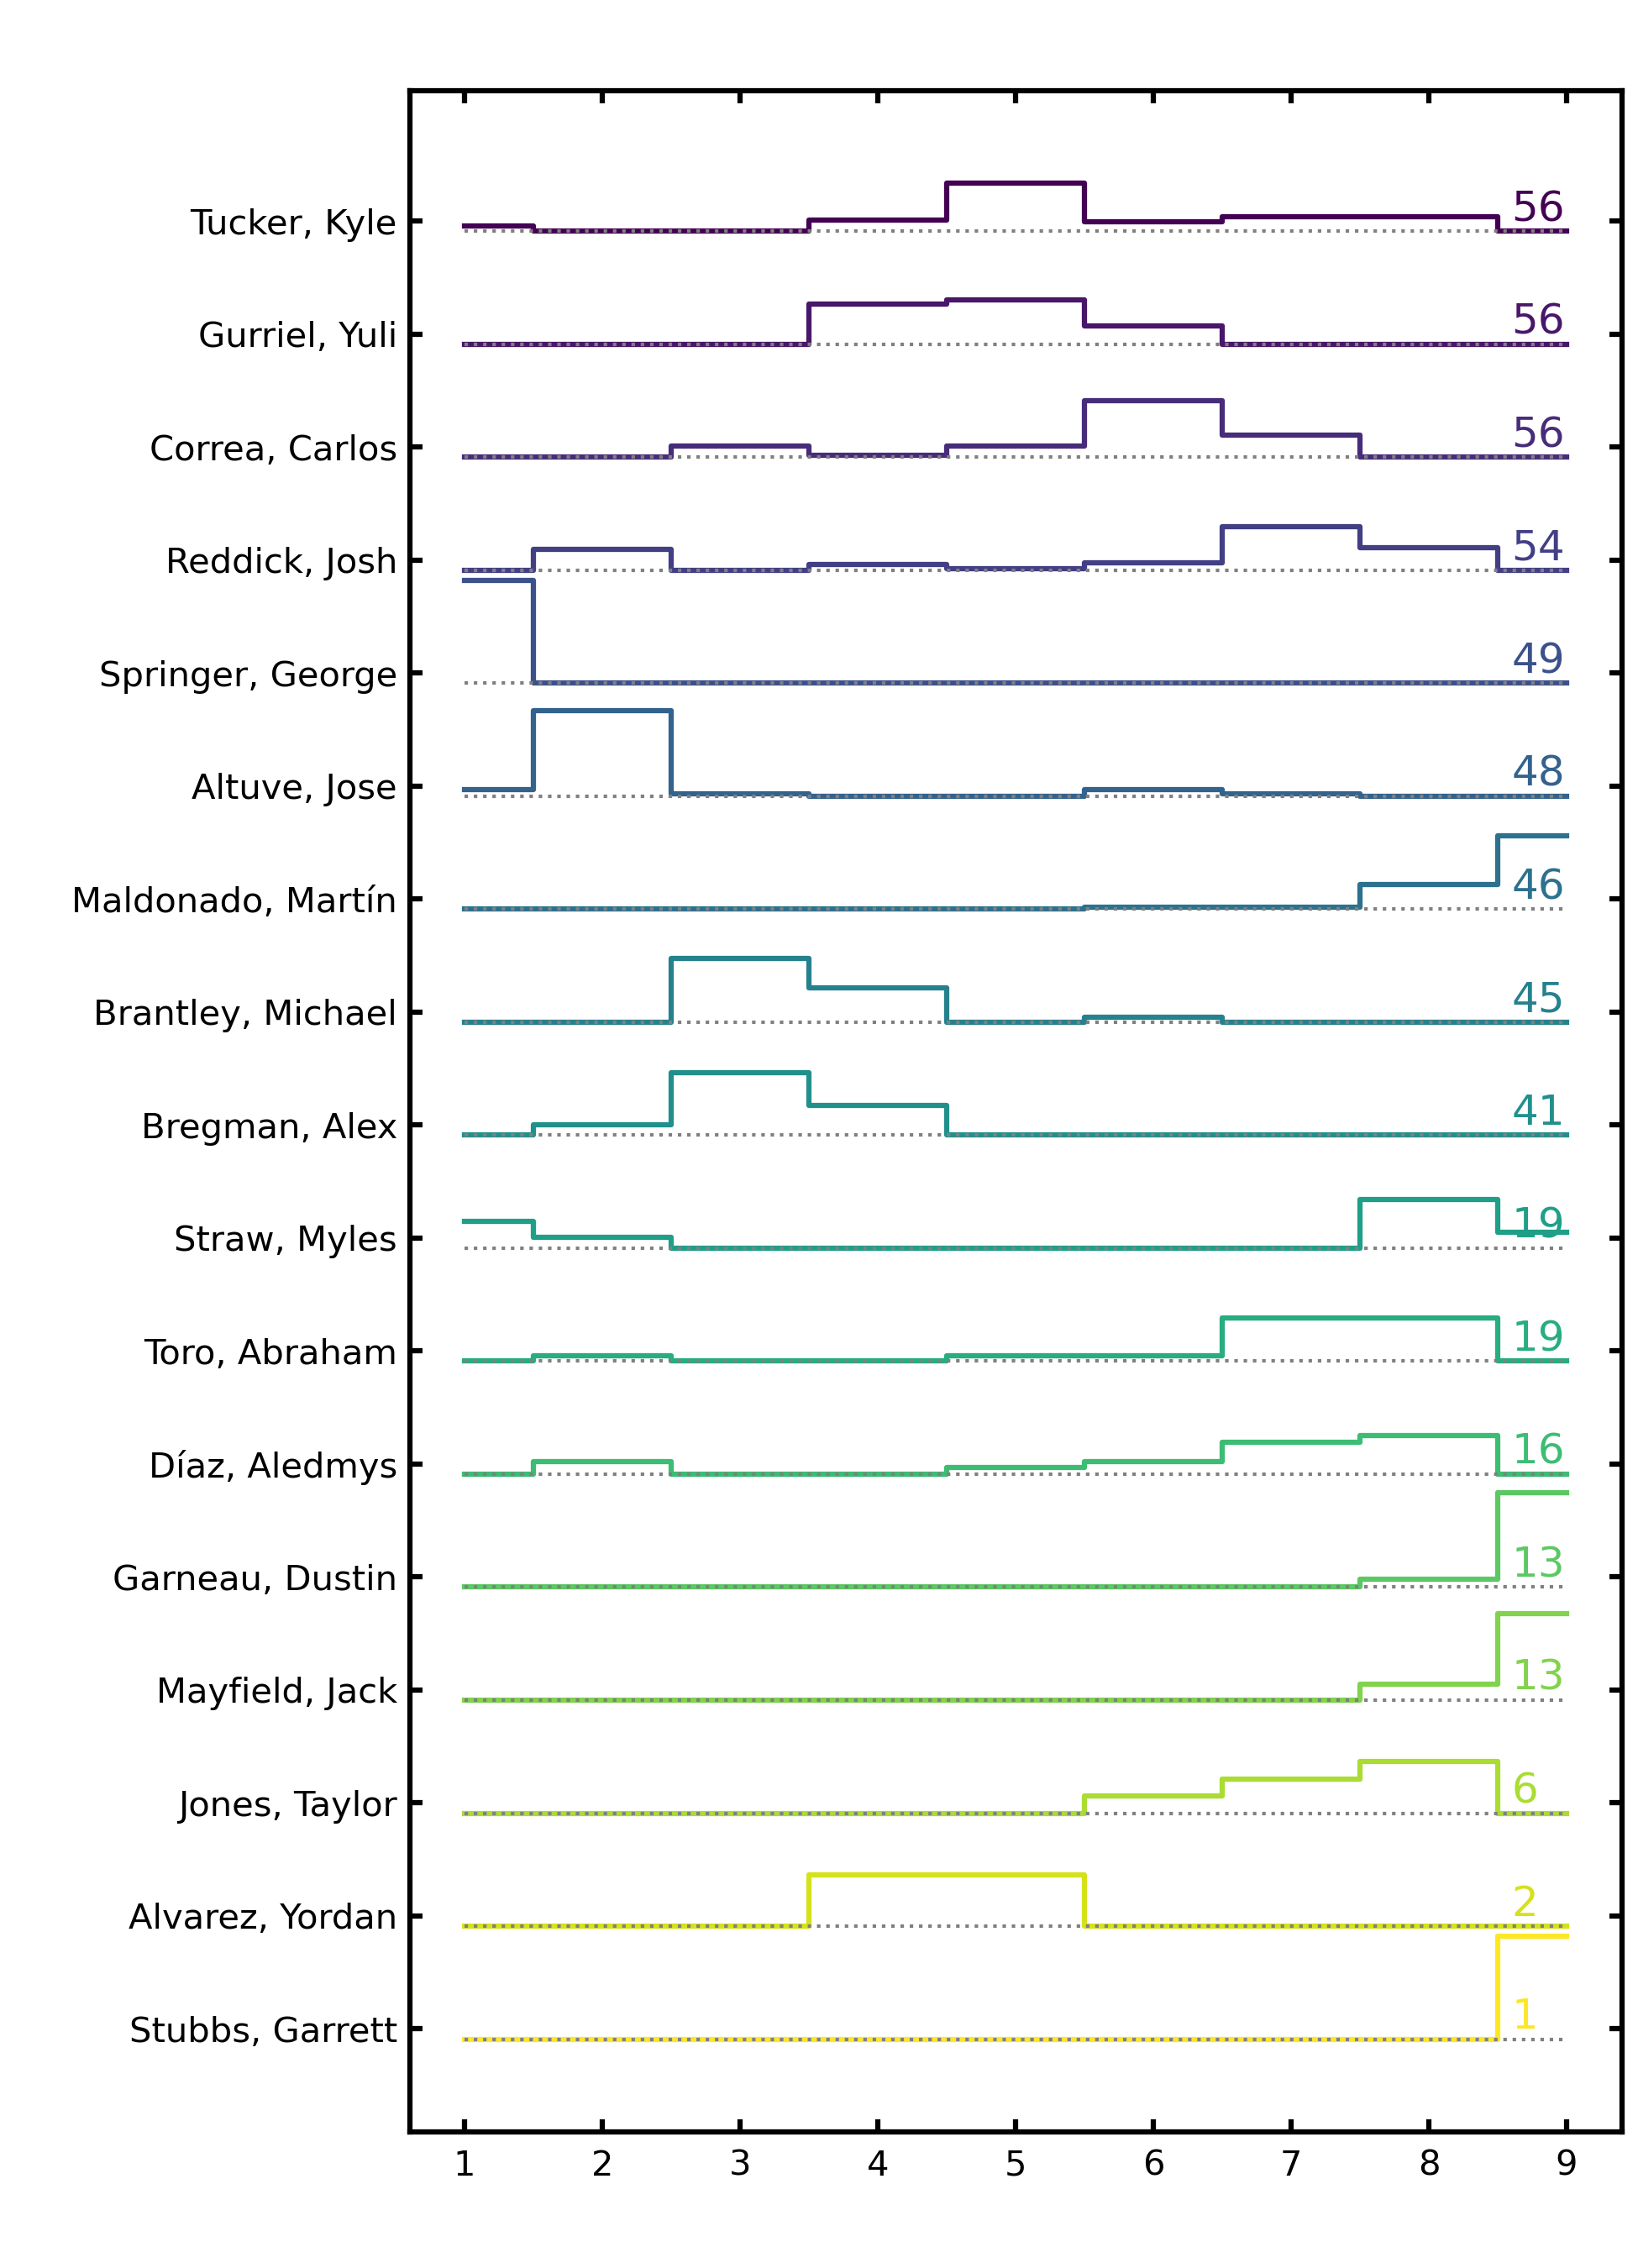 Tucker, Kyle 56
Gurriel, Yuli 56
Correa, Carlos 56
Reddick, Josh 54
Springer, George 49
Altuve, Jose 48
Maldonado, Martín 46
Brantley, Michael 45
Bregman, Alex 41
Straw, Myles 19
Toro, Abraham 19
Díaz, Aledmys 16
Garneau, Dustin 13
Mayfield, Jack 13
Jones, Taylor 6
Alvarez, Yordan 2
Stubbs, Garrett 1
1 2 3 4 5 6 7 8 9